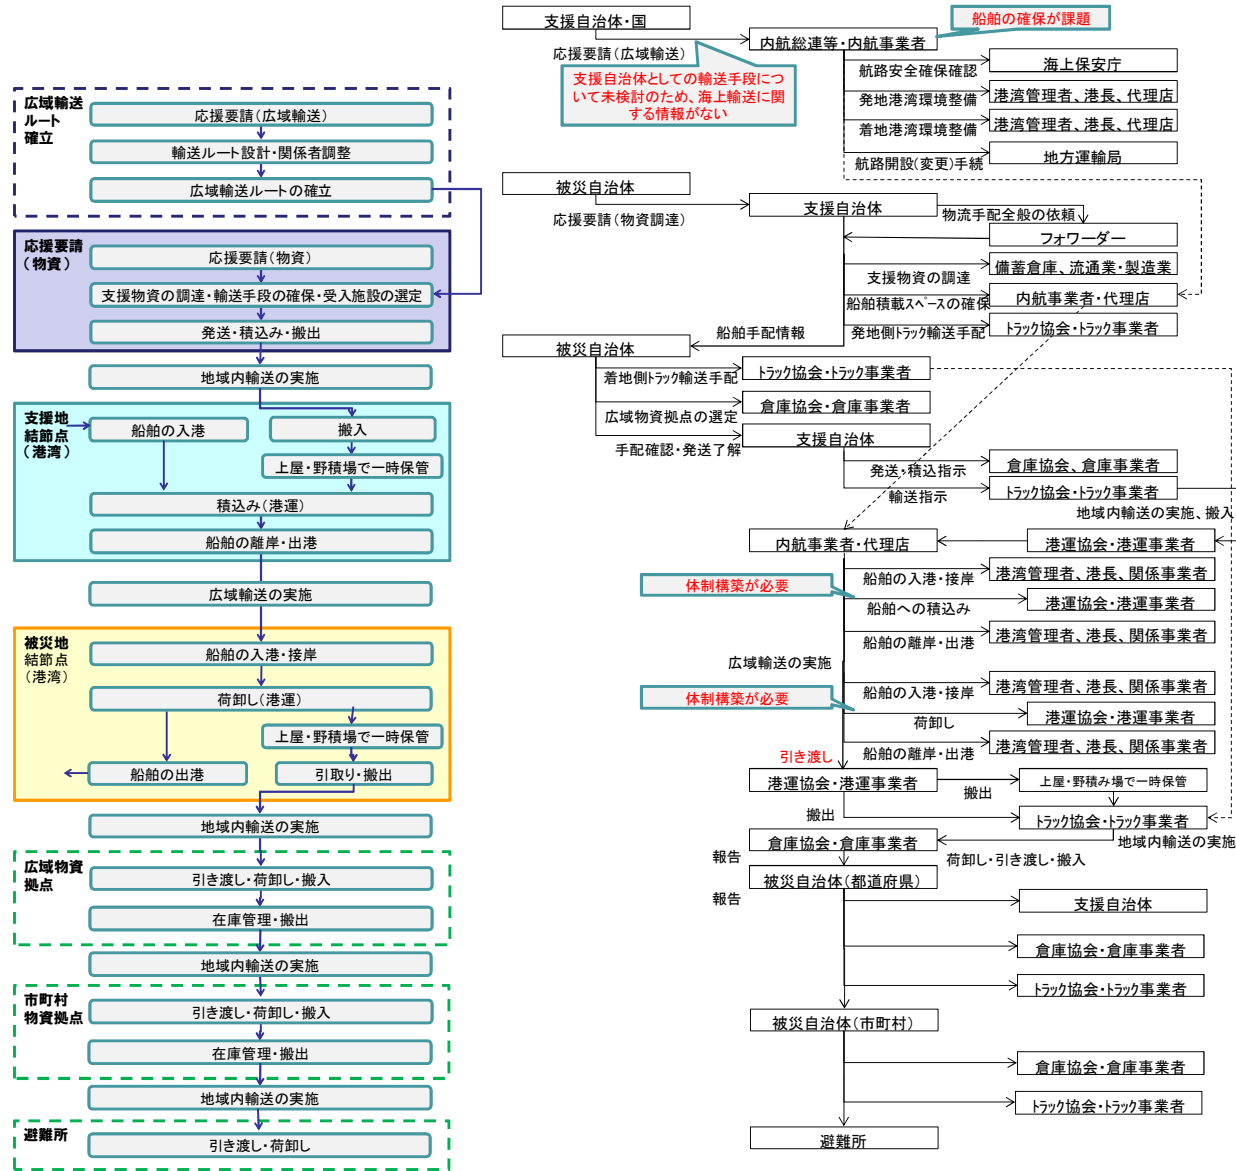 広域輸送
ルート
確立
応援要請(広域輸送)
輸送ルート設計・関係者調整
広域輸送ルートの確立
応援要請
(物資)
応援要請(物資)
支援物資の調達・輸送手段の確保・受入施設の選定
発送・積込み・搬出
地域内輸送の実施
支援地
結節点
(港湾)
船舶の入港
搬入
上屋・野積場で一時保管
積込み(港運)
船舶の離岸・出港
広域輸送の実施
被災地
結節点
(港湾)
船舶の入港・接岸
荷卸し(港運)
上屋・野積場で一時保管
船舶の出港
引取り・搬出
地域内輸送の実施
広域物資
拠点
引き渡し・荷卸し・搬入
在庫管理・搬出
地域内輸送の実施
市町村
物資拠点
引き渡し・荷卸し・搬入
在庫管理・搬出
地域内輸送の実施
避難所
引き渡し・荷卸し
支援自治体・国
船舶の確保が課題
内航総連等・内航事業者
応援要請(広域輸送)
支援自治体としての輸送手段につ
いて未検討のため、海上輸送に関
する情報がない
航路安全確保確認
海上保安庁
発地港湾環境整備
港湾管理者、港長、代理店
着地港湾環境整備
港湾管理者、港長、代理店
航路開設(変更)手続
地方運輸局
被災自治体
応援要請(物資調達)
支援自治体
物流手配全般の依頼
フォワーダー
支援物資の調達
備蓄倉庫、流通業・製造業
船舶積載スペースの確保
内航事業者・代理店
発地側トラック輸送手配
トラック協会・トラック事業者
船舶手配情報
被災自治体
着地側トラック輸送手配
トラック協会・トラック事業者
広域物資拠点の選定
倉庫協会・倉庫事業者
手配確認・発送了解
支援自治体
発送・積込指示
倉庫協会、倉庫事業者
輸送指示
トラック協会・トラック事業者
地域内輸送の実施、搬入
内航事業者・代理店
港運協会・港運事業者
体制構築が必要
船舶の入港・接岸
港湾管理者、港長、関係事業者
船舶への積込み
港運協会・港運事業者
船舶の離岸・出港
港湾管理者、港長、関係事業者
広域輸送の実施
体制構築が必要
船舶の入港・接岸
港湾管理者、港長、関係事業者
荷卸し
港運協会・港運事業者
船舶の離岸・出港
港湾管理者、港長、関係事業者
引き渡し
港運協会・港運事業者
搬出
上屋・野積み場で一時保管
搬出
トラック協会・トラック事業者
地域内輸送の実施
倉庫協会・倉庫事業者
荷卸し・引き渡し・搬入
報告
被災自治体(都道府県)
報告
支援自治体
倉庫協会・倉庫事業者
トラック協会・トラック事業者
被災自治体(市町村)
倉庫協会・倉庫事業者
トラック協会・トラック事業者
避難所